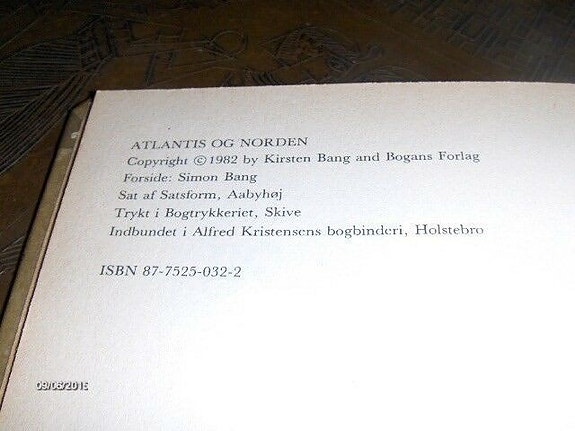 ATLANTIS OG NORDEN
Copyright © 1982 by Kirsten Bang and Bogans Forlag
Forside: Simon Bang
Sat af Satsform, Aabyhøj
Trykt i Bogtrykkeriet, Skive
Indbundet i Alfred Kristensens bogbinderi, Holstebro
ISBN 87-7525-032-2